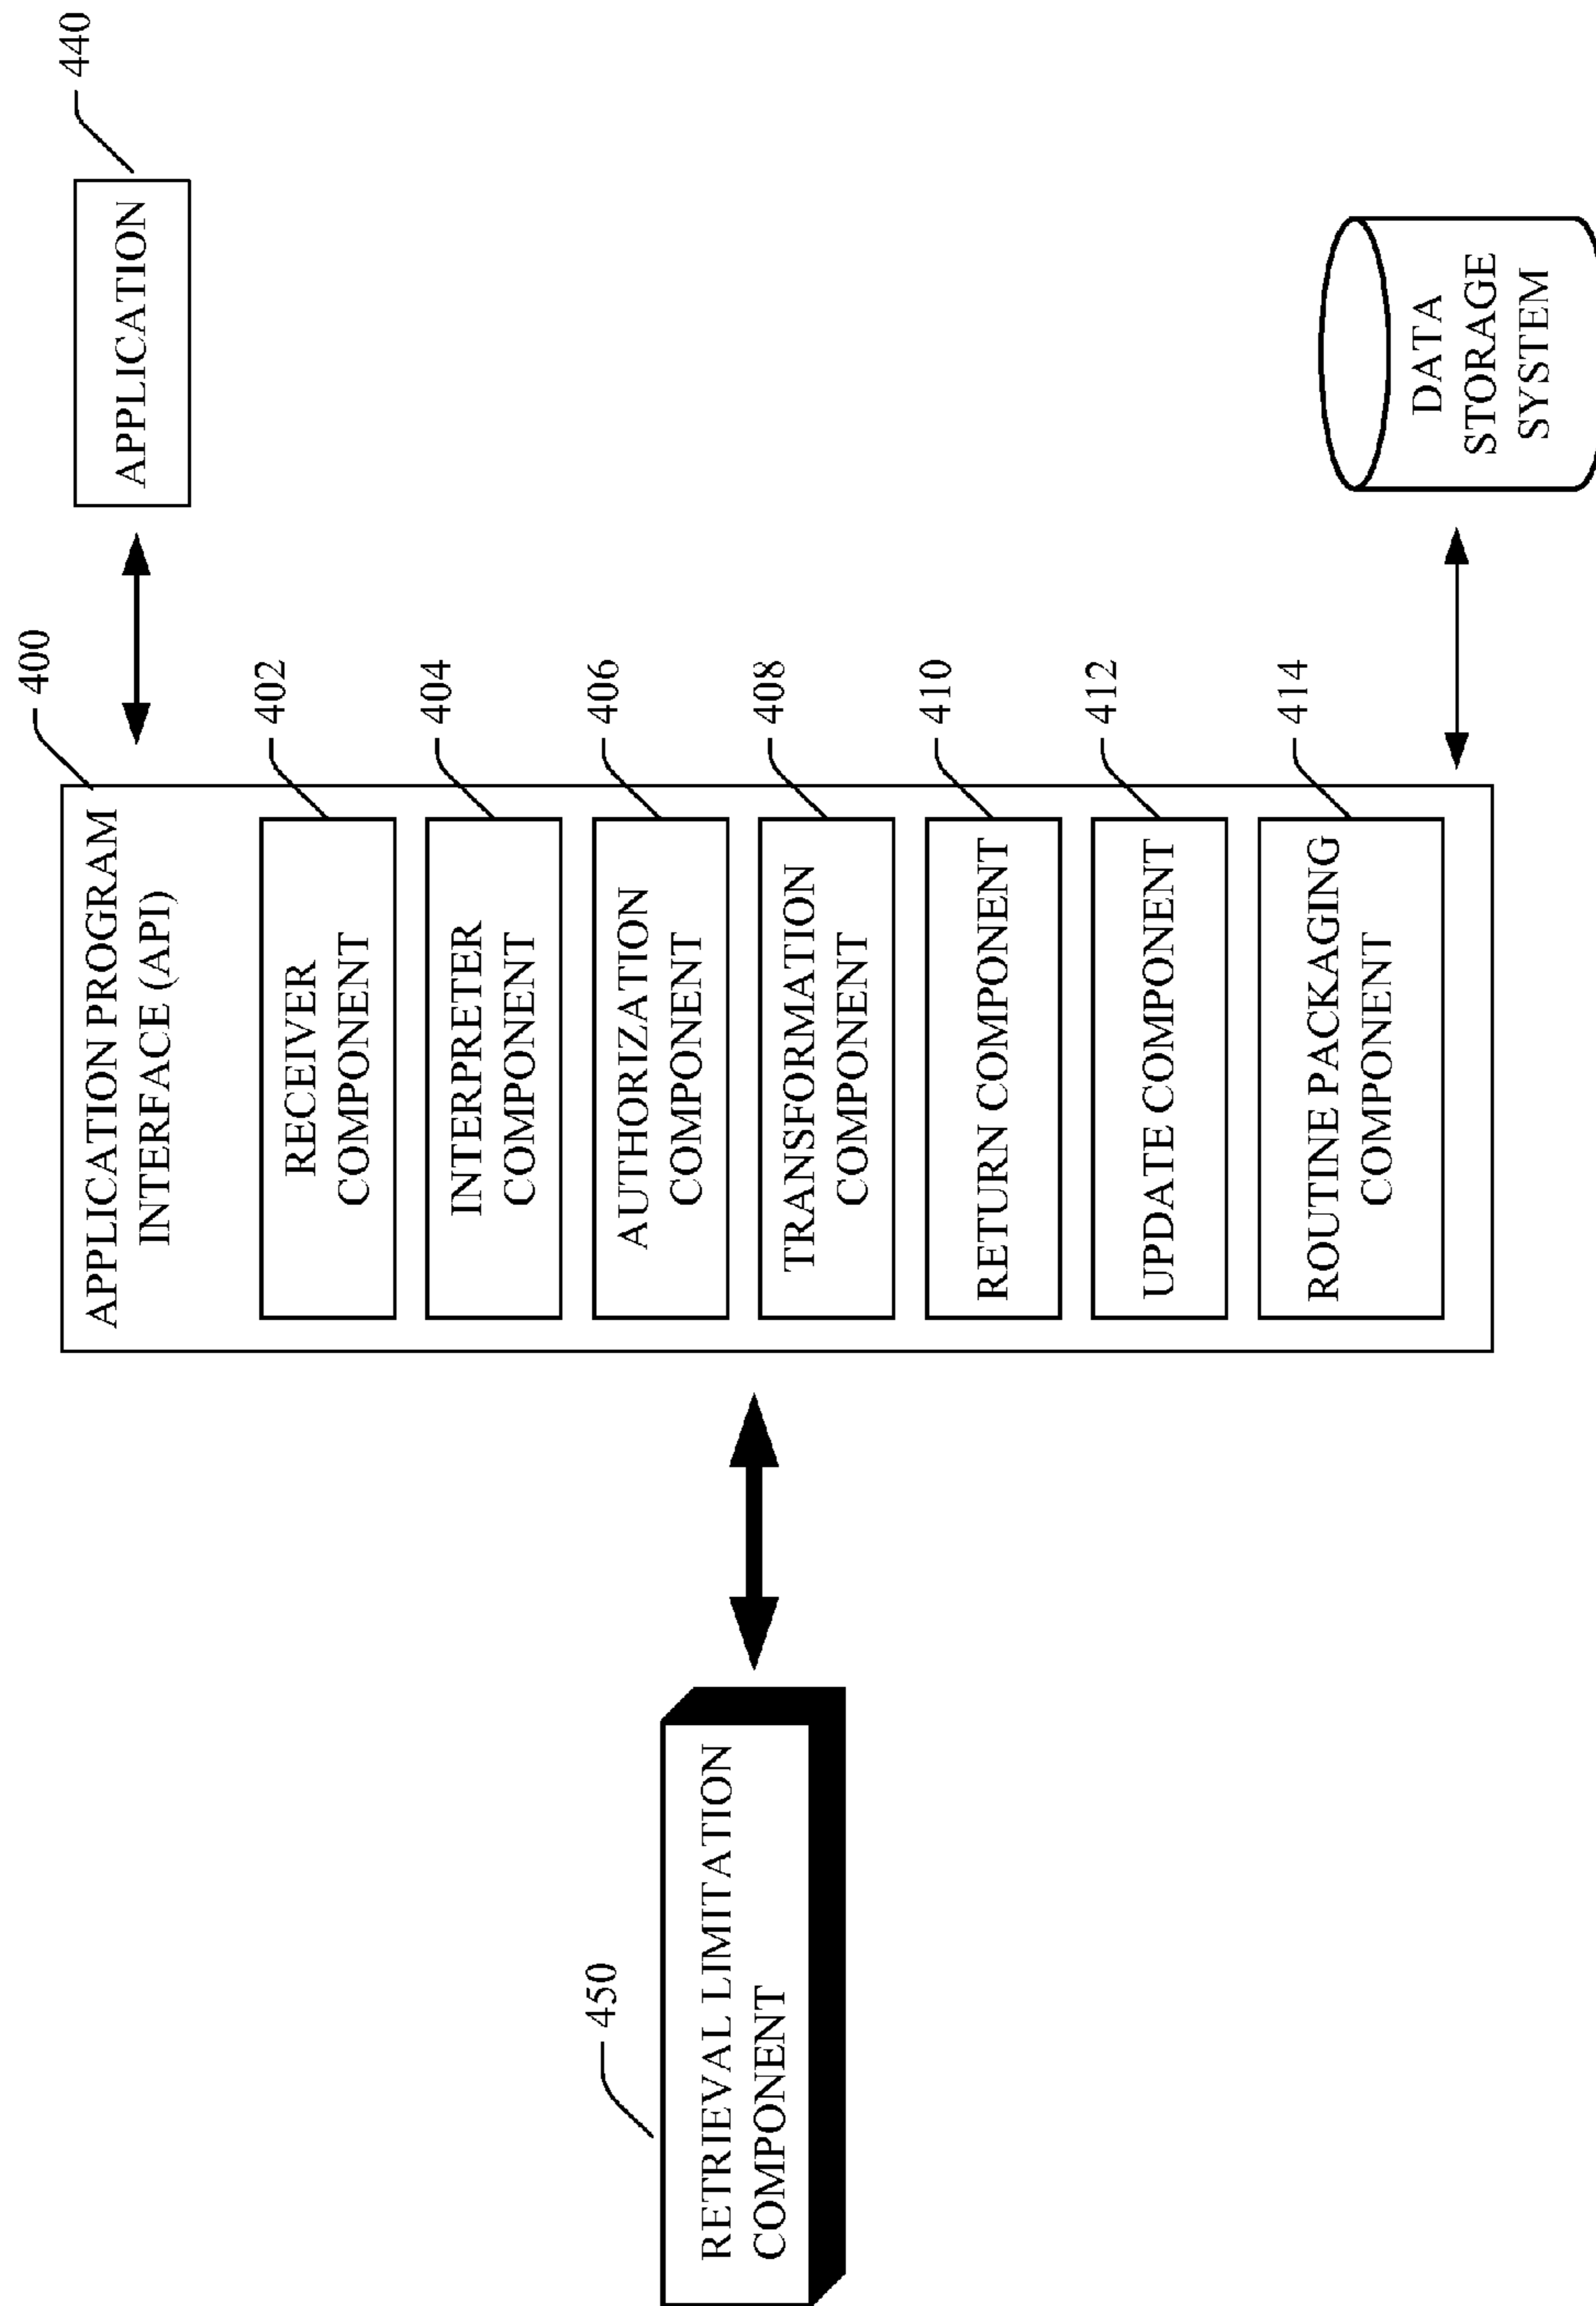 450
RETRIEVAL LIMITATION
COMPONENT
400
APPLICATION PROGRAM
INTERFACE (API)
RECEIVER
COMPONENT
402
INTERPRETER
COMPONENT
404
AUTHORIZATION
COMPONENT
406
TRANSFORMATION
COMPONENT
408
RETURN COMPONENT
410
UPDATE COMPONENT
412
ROUTINE PACKAGING
COMPONENT
414
440
APPLICATION
DATA
STORAGE
SYSTEM